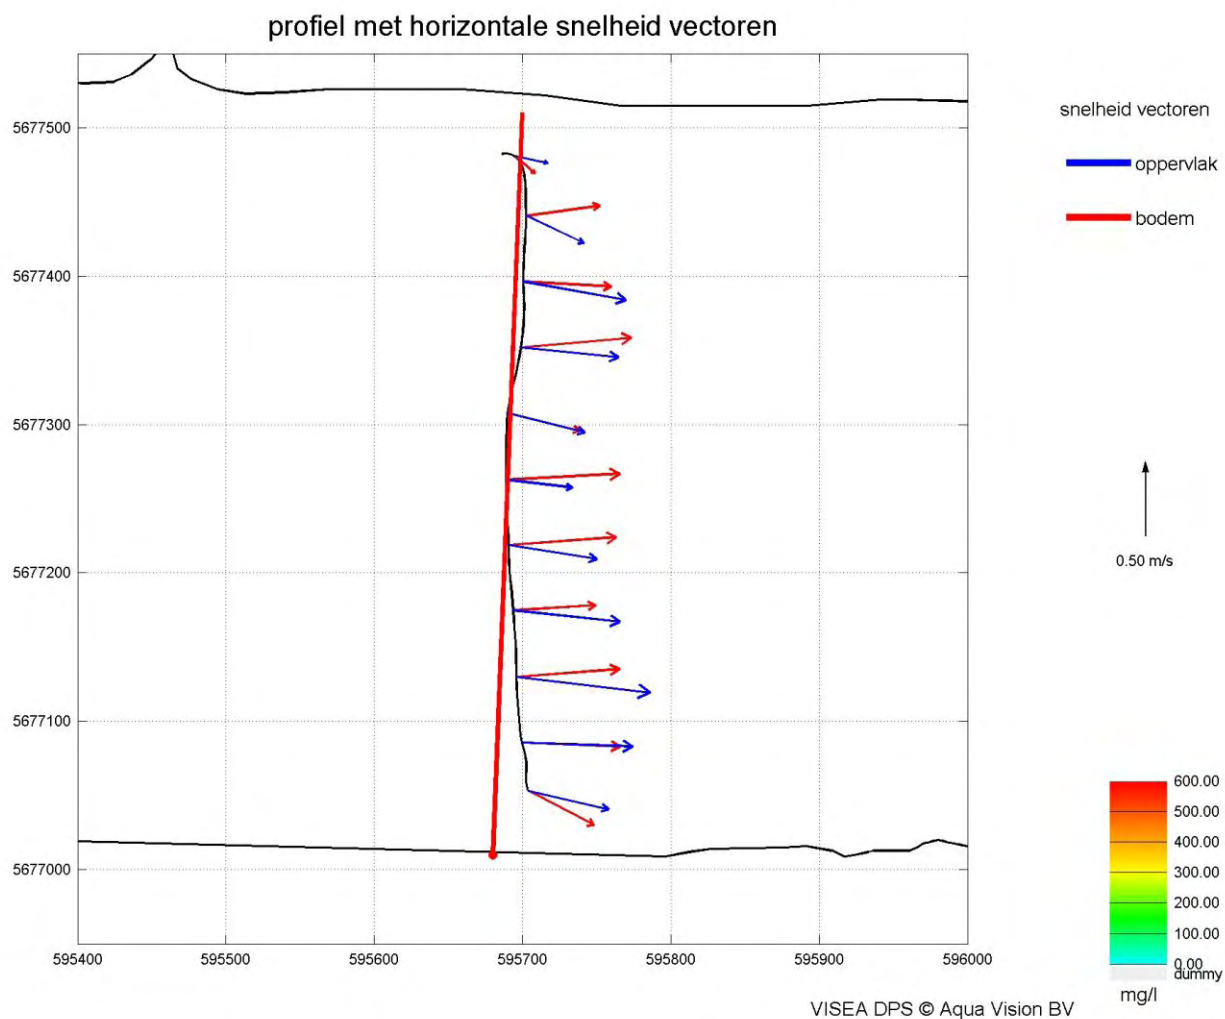 profiel met horizontale snelheid vectoren
snelheid vectoren
oppervlak
bodem
5677500
5677400
5677300
5677200
5677100
5677000
595400 595500 595600 595700 595800 595900 596000
0.50 m/s
600.00
500.00
400.00
300.00
200.00
100.00
0.00
dummy
mg/l
VISEA DPS © Aqua Vision BV